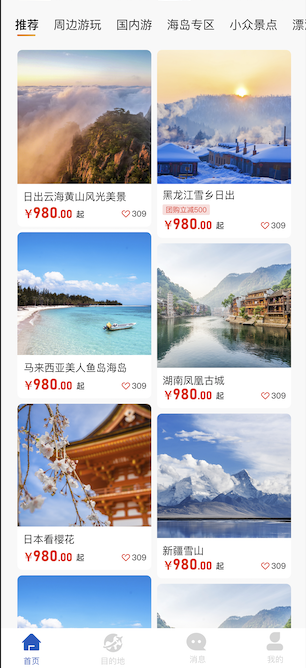 推荐 周边游玩 国内游 海岛专区 小众景点
日出云海黄山风光美景
¥980.00 起 309
黑龙江雪乡日出
团购立减500
¥980.00 起 309
马来西亚美人鱼岛海岛
¥980.00 起 309
湖南凤凰古城
¥980.00 起 309
日本看樱花
¥980.00 起 309
新疆雪山
¥980.00 起 309
首页 目的地 消息 我的